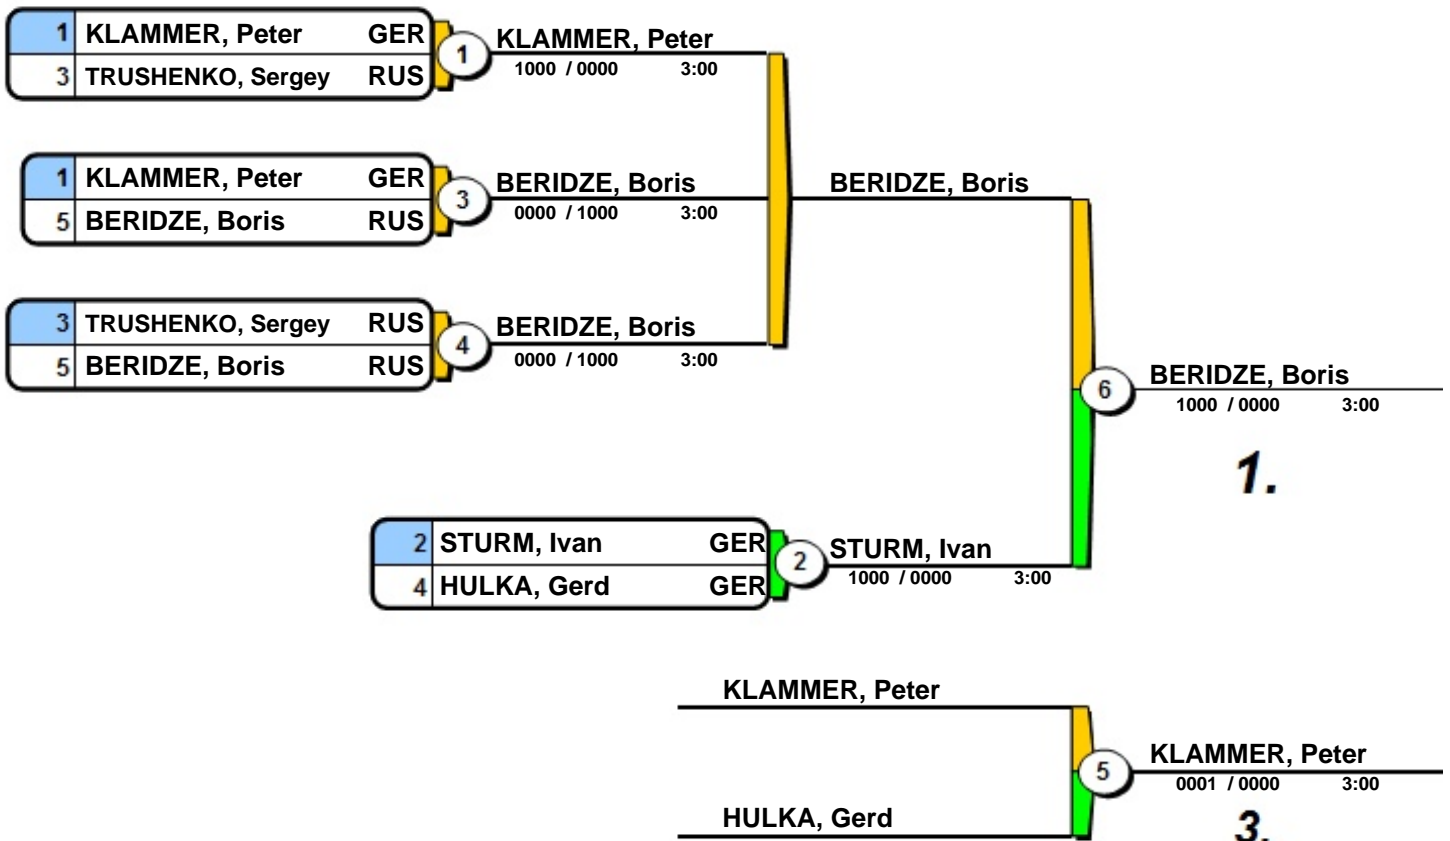 1 KLAMMER, Peter GER
3 TRUSHENKO, Sergey RUS
1 KLAMMER, Peter
1000 / 0000 3:00
1 KLAMMER, Peter GER
5 BERIDZE, Boris RUS
3 BERIDZE, Boris
0000 / 1000 3:00
BERIDZE, Boris
3 TRUSHENKO, Sergey RUS
5 BERIDZE, Boris RUS
4 BERIDZE, Boris
0000 / 1000 3:00
6 BERIDZE, Boris
1000 / 0000 3:00
1.
2 STURM, Ivan GER
4 HULKA, Gerd GER
2 STURM, Ivan
1000 / 0000 3:00
KLAMMER, Peter
HULKA, Gerd
5 KLAMMER, Peter
0001 / 0000 3:00
3.